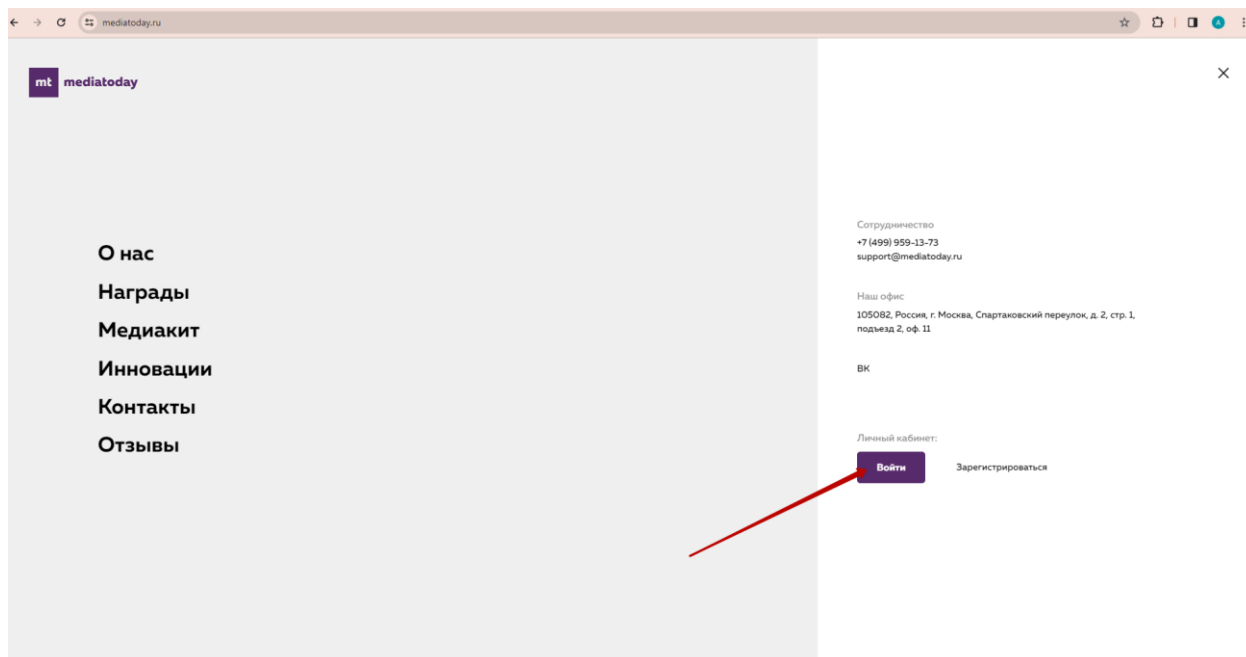 mediatoday.ru
mt mediatoday
О нас
Награды
Медиакит
Инновации
Контакты
Отзывы
Сотрудничество
+7 (499) 959-13-73
support@mediatoday.ru
Наш офис
105082, Россия, г. Москва, Спартаковский переулок, д. 2, стр. 1,
подъезд 2, оф. 11
ВК
Личный кабинет:
Войти Зарегистрироваться